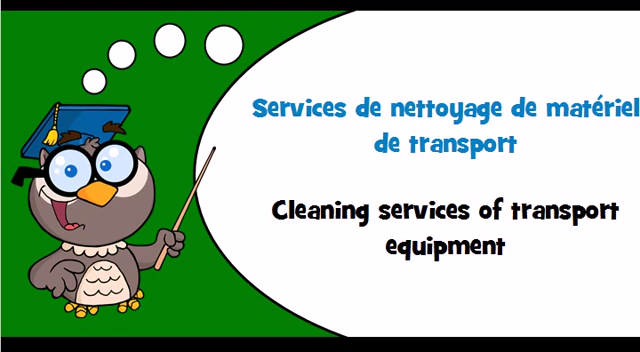 Services de nettoyage de matériel
de transport
Cleaning services of transport
equipment